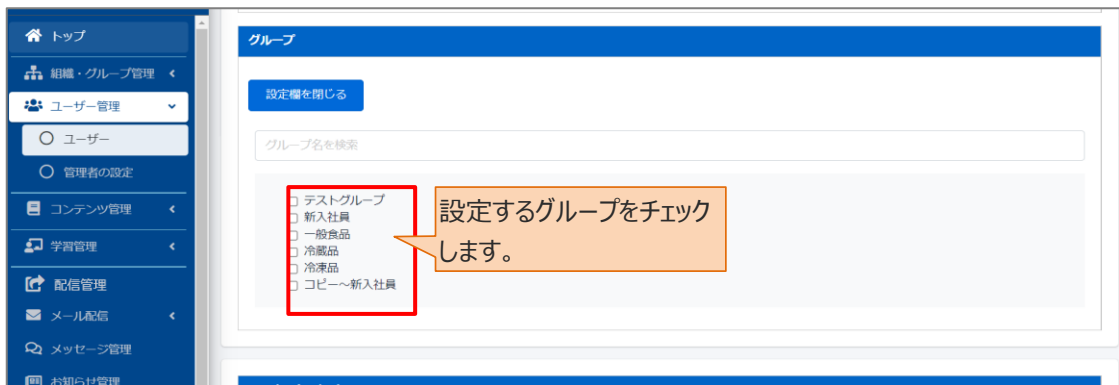 トップ
組織・グループ管理
ユーザー管理
ユーザー
管理者の設定
コンテンツ管理
学習管理
配信管理
メール配信
メッセージ管理
お知らせ管理
グループ
設定欄を閉じる
グループ名を検索
テストグループ
新入社員
一般食品
冷蔵品
冷凍品
コピー～新入社員
設定するグループをチェック
します。